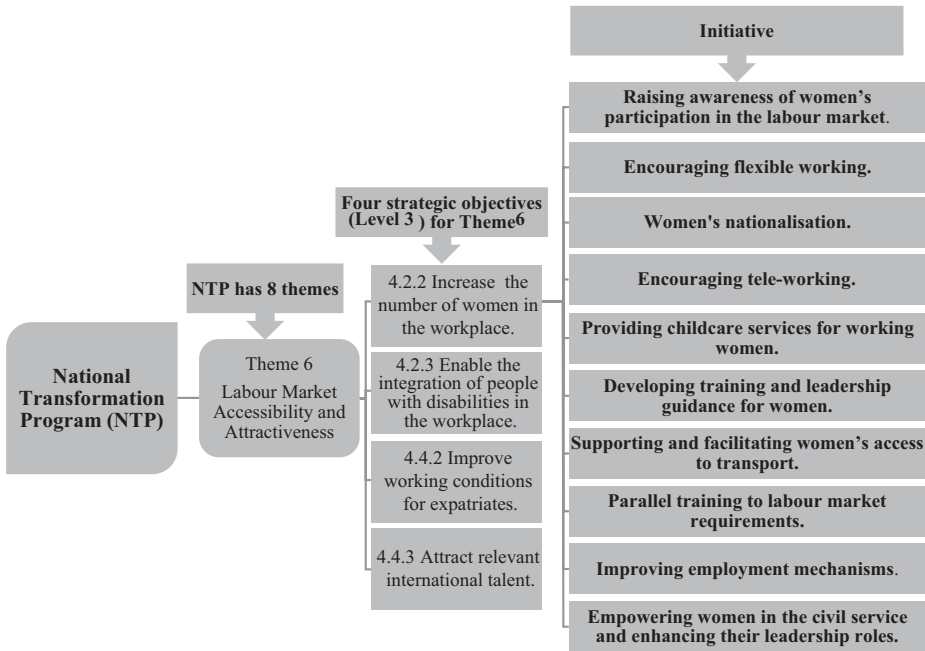 Initiative
Raising awareness of women’s
participation in the labour market.
Encouraging flexible working.
Four strategic objectives
(Level 3 ) for Theme6
Women's nationalisation.
NTP has 8 themes
4.2.2 Increase the
number of women in
the workplace.
Encouraging tele-working.
Providing childcare services for working
women.
National
Transformation
Program (NTP)
Theme 6
Labour Market
Accessibility and
Attractiveness
4.2.3 Enable the
integration of people
with disabilities in
the workplace.
Developing training and leadership
guidance for women.
Supporting and facilitating women’s access
to transport.
4.4.2 Improve
working conditions
for expatriates.
Parallel training to labour market
requirements.
4.4.3 Attract relevant
international talent.
Improving employment mechanisms.
Empowering women in the civil service
and enhancing their leadership roles.